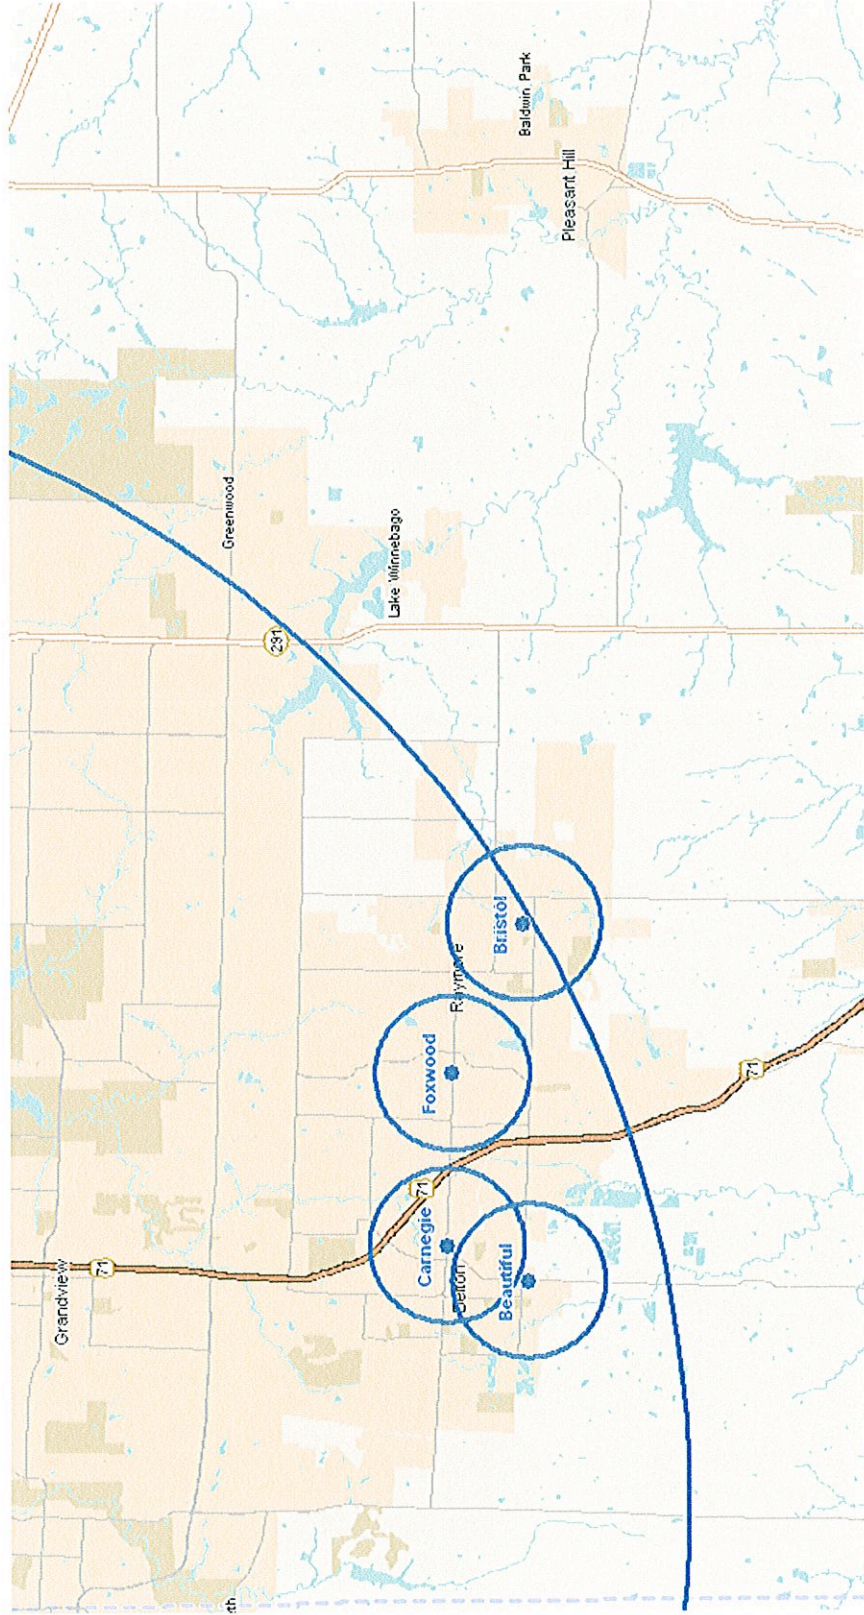 Grandview
71
Greenwood
291
Lake Winnebago
Baldwin Park
Pleasant Hill
Carnegie
71
Belton
Beautiful
Foxwood
Raymore
Bristol
71